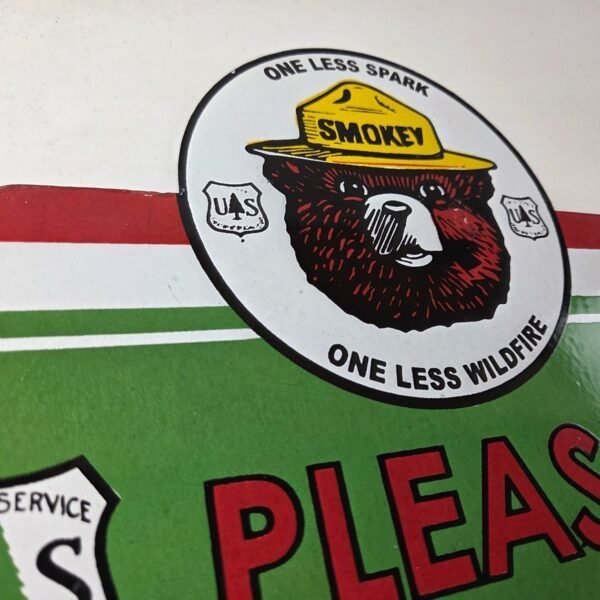 ONE LESS SPARK
SMOKEY
U S
U S
ONE LESS WILDFIRE
SERVICE
S
PLEAS